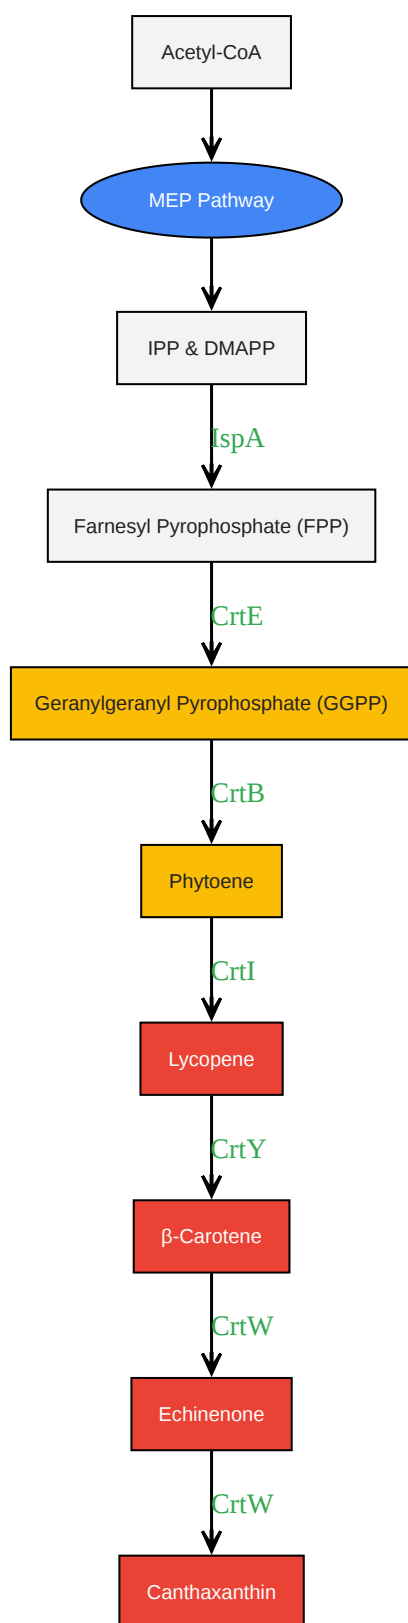 Acetyl-CoA
MEP Pathway
IPP & DMAPP
IspA
Farnesyl Pyrophosphate (FPP)
CrtE
Geranylgeranyl Pyrophosphate (GGPP)
CrtB
Phytoene
CrtI
Lycopene
CrtY
β-Carotene
CrtW
Echinenone
CrtW
Canthaxanthin